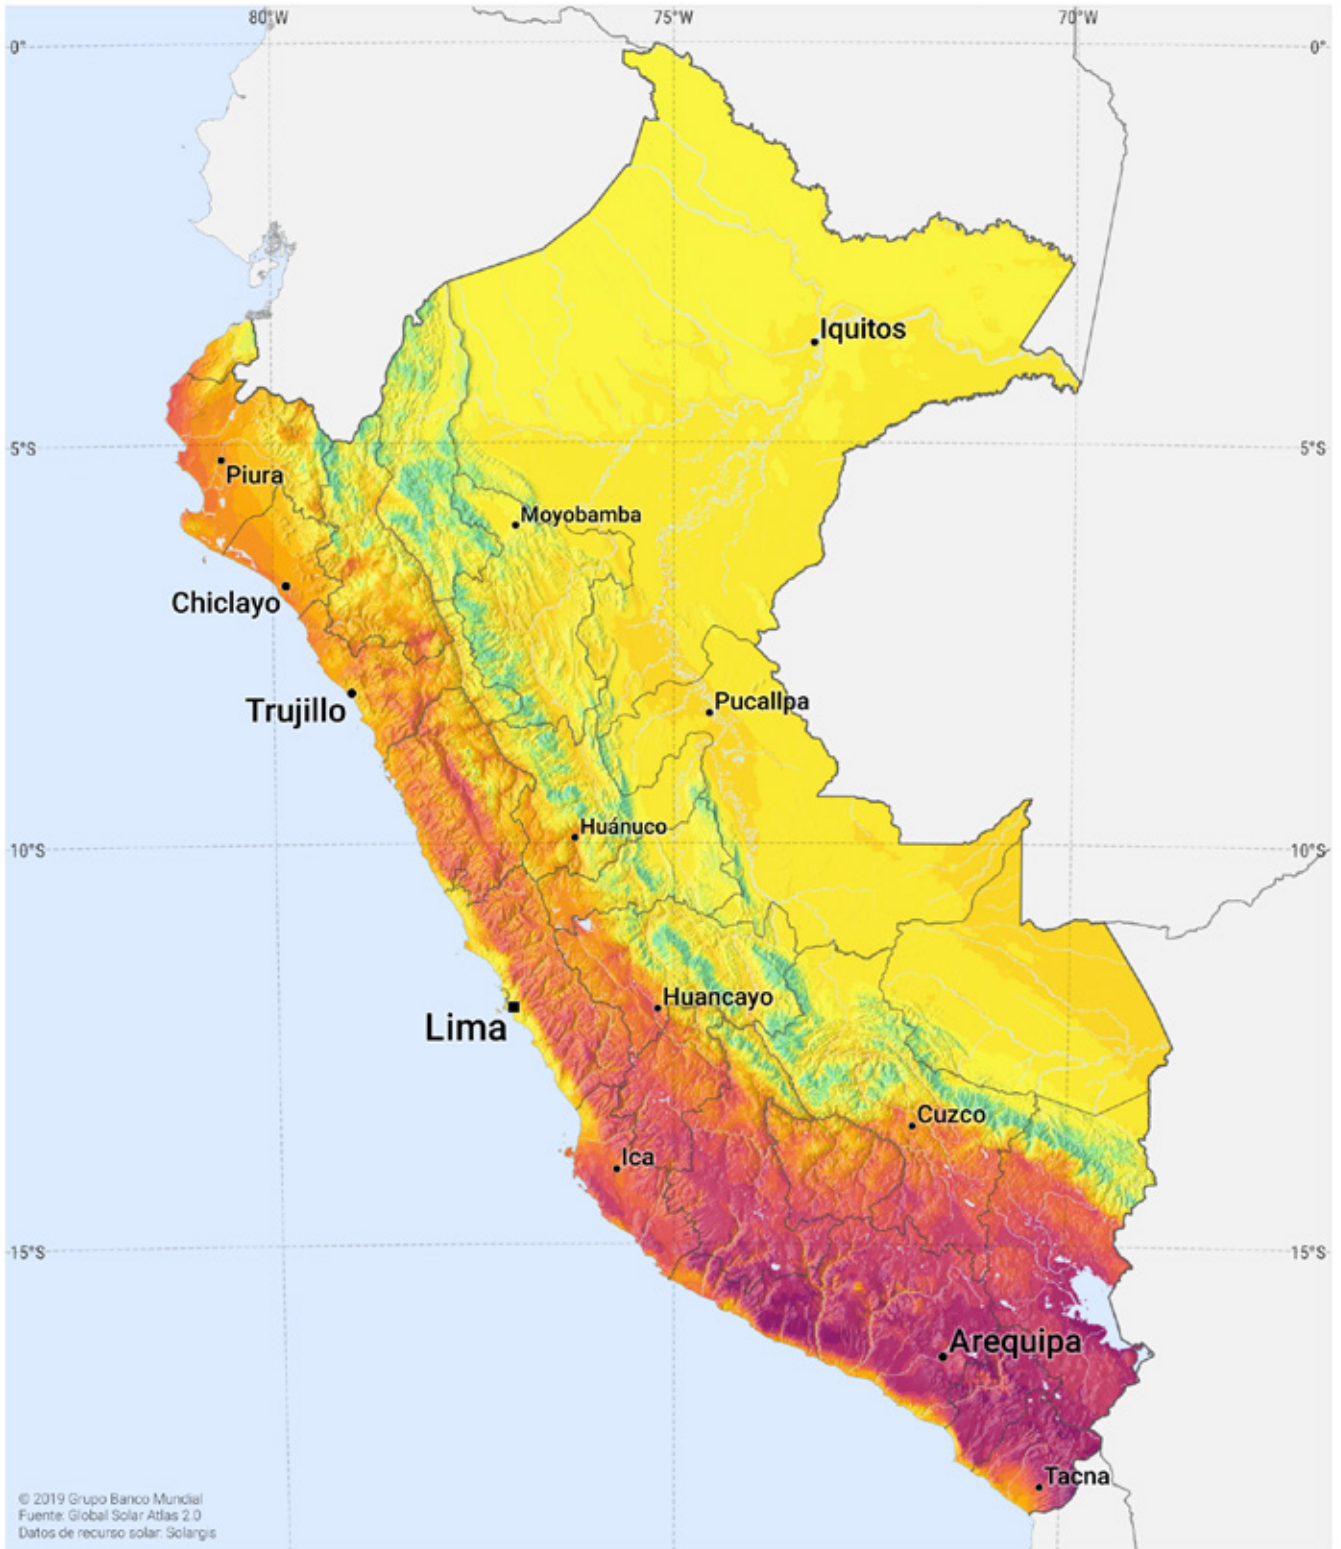 80°W 75°W 70°W
0° 0°
Iquitos
5°S 5°S
Piura
Moyobamba
Chiclayo
Trujillo
Pucallpa
Huánuco
10°S 10°S
Huancayo
Lima
Cuzco
Ica
15°S 15°S
Arequipa
Tacna
© 2019 Grupo Banco Mundial
Fuente: Global Solar Atlas 2.0
Datos de recurso solar: Solargis